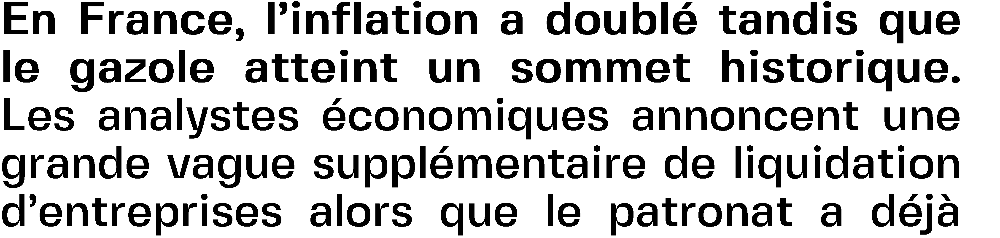 En France, l’inflation a doublé tandis que
le gazole atteint un sommet historique.
Les analystes économiques annoncent une
grande vague supplémentaire de liquidation
d’entreprises alors que le patronat a déjà